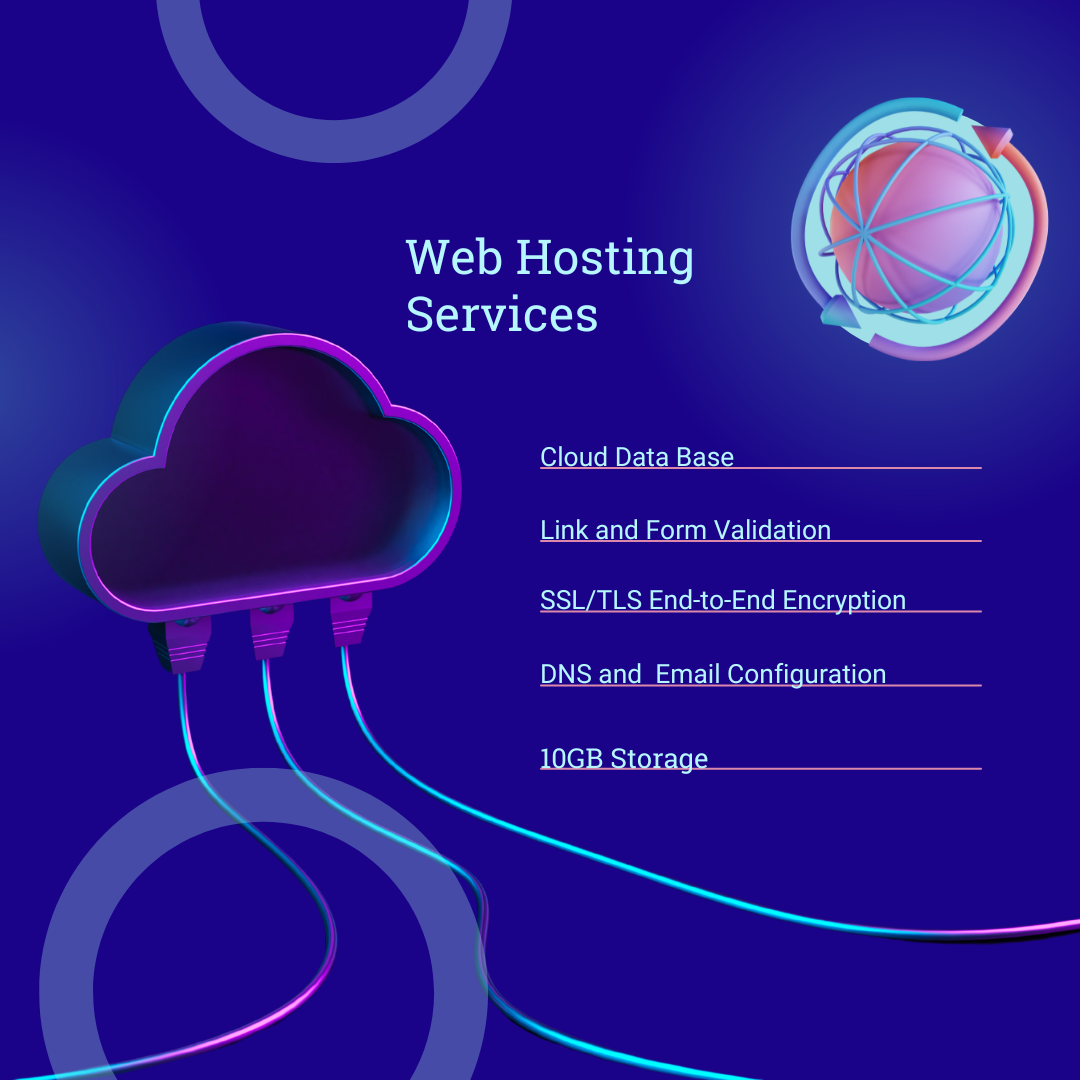 Web Hosting
Services
Cloud Data Base
Link and Form Validation
SSL/TLS End-to-End Encryption
DNS and  Email Configuration
10GB Storage